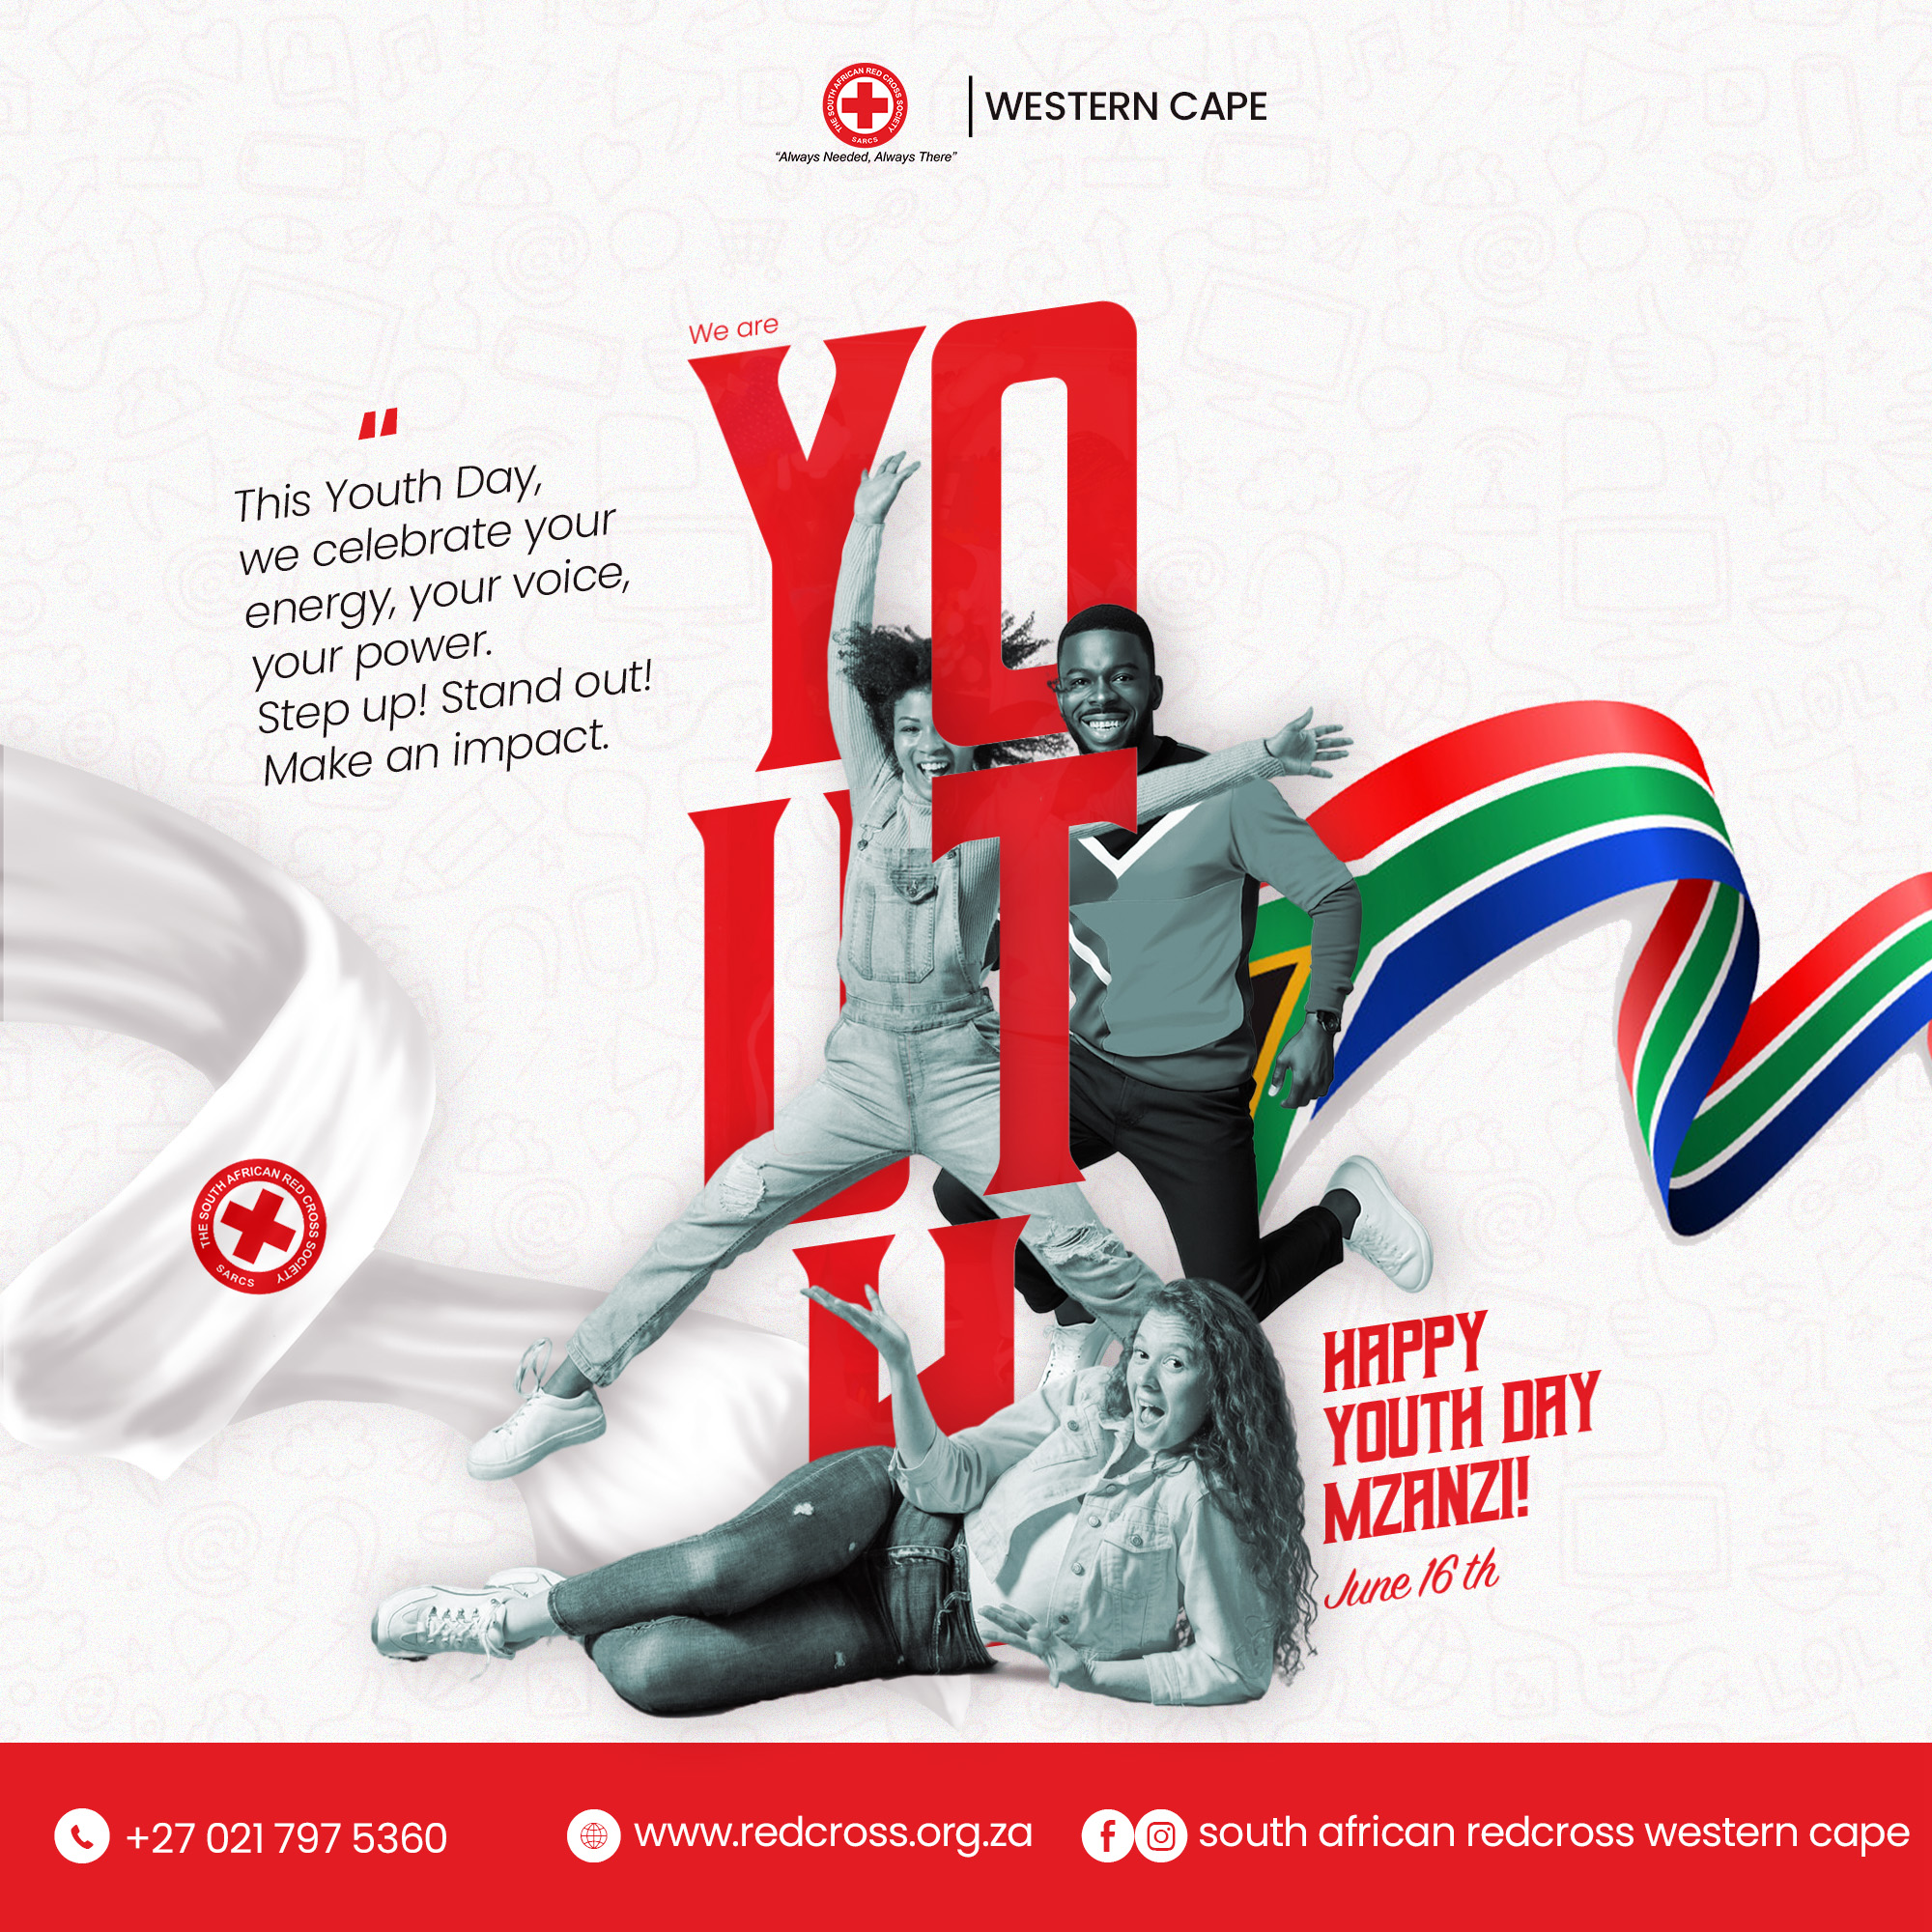 THE SOUTH AFRICAN RED CROSS SOCIETY
SARCS
"Always Needed, Always There"
WESTERN CAPE
We are
YO
UT
H
"
This Youth Day,
we celebrate your
energy, your voice,
your power.
Step up! Stand out!
Make an impact.
THE SOUTH AFRICAN RED CROSS SOCIETY
SARCS
HAPPY
YOUTH DAY
MZANZI!
June 16 th
+27 021 797 5360
www.redcross.org.za
south african redcross western cape